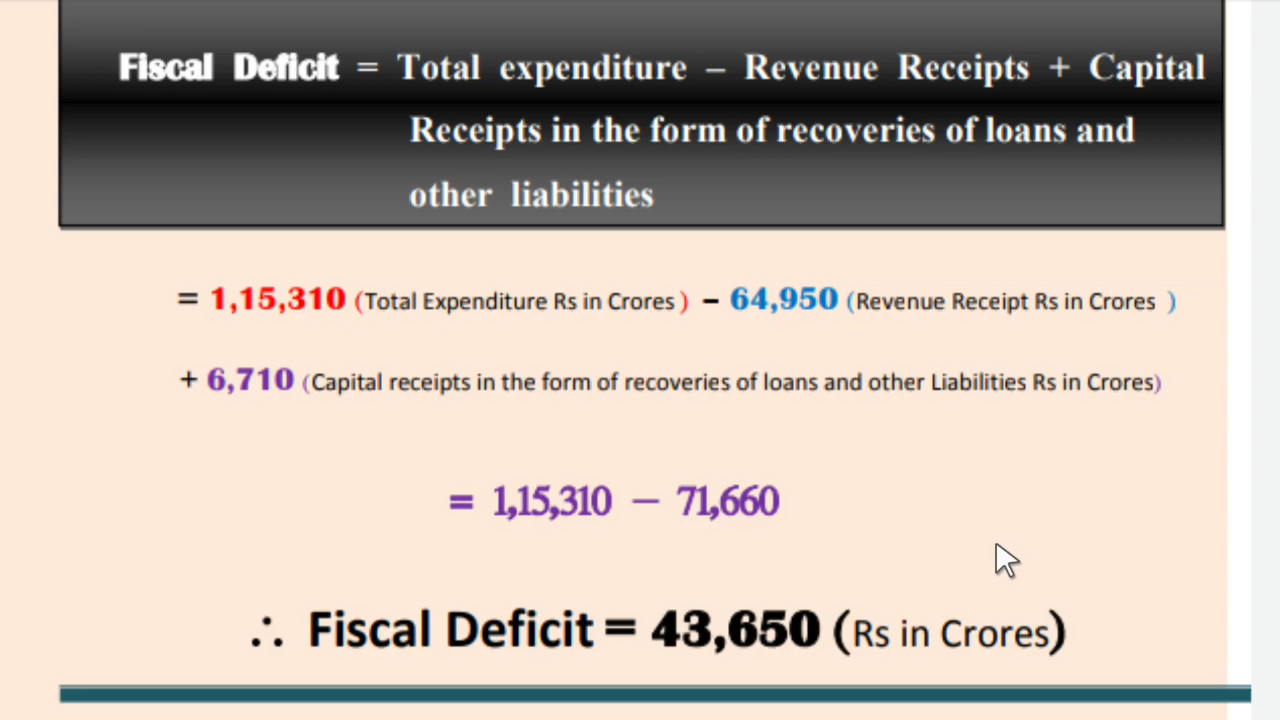 Fiscal Deficit = Total expenditure – Revenue Receipts + Capital
Receipts in the form of recoveries of loans and
other liabilities
= 1,15,310 (Total Expenditure Rs in Crores ) – 64,950 (Revenue Receipt Rs in Crores )
+ 6,710 (Capital receipts in the form of recoveries of loans and other Liabilities Rs in Crores)
= 1,15,310 – 71,660
∴ Fiscal Deficit = 43,650 (Rs in Crores)